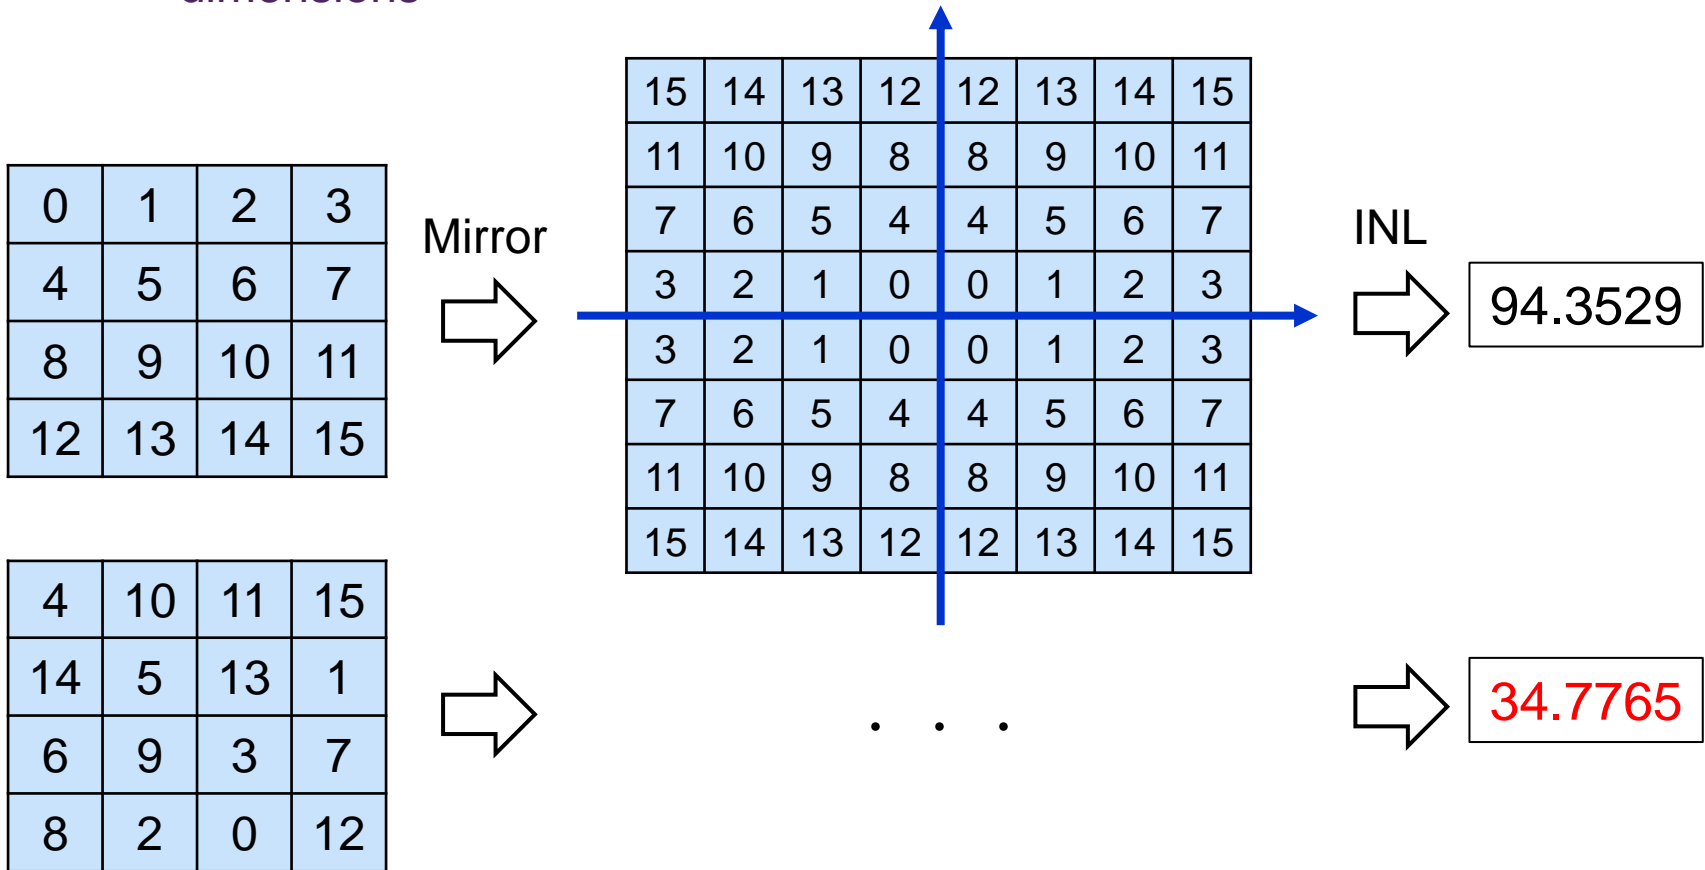 dimensions
15 14 13 12 12 13 14 15
11 10 9 8 8 9 10 11
7 6 5 4 4 5 6 7
3 2 1 0 0 1 2 3
3 2 1 0 0 1 2 3
7 6 5 4 4 5 6 7
11 10 9 8 8 9 10 11
15 14 13 12 12 13 14 15
0 1 2 3
4 5 6 7
8 9 10 11
12 13 14 15
Mirror
INL
94.3529
4 10 11 15
14 5 13 1
6 9 3 7
8 2 0 12
. . .
34.7765